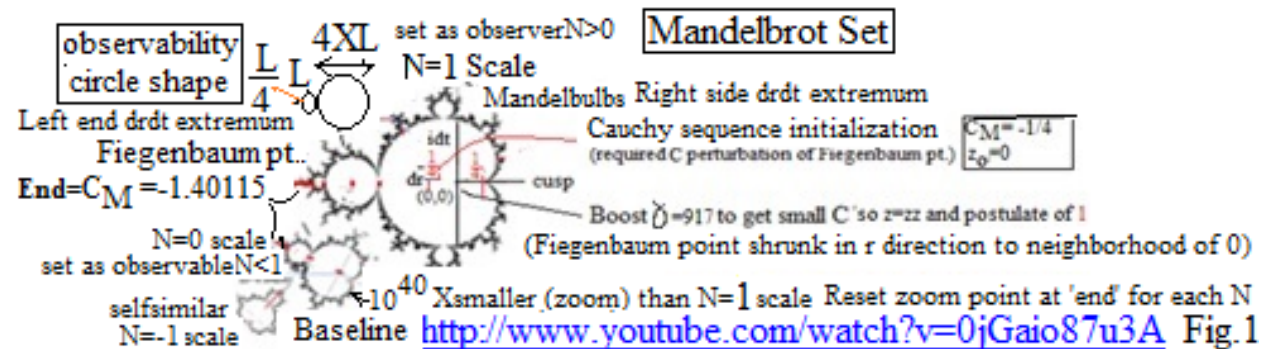 observability
circle shape
L
4
L
4XL
set as observerN>0
N=1 Scale
Mandelbrot Set
Mandelbulbs
Right side drdt extremum
Left end drdt extremum
Fiegenbaum pt..
End=CM =-1.40115
Cauchy sequence initialization
(required C perturbation of Fiegenbaum pt.)
CM= -1/4
zo=0
idt
dr
(0,0)
cusp
Boost =917 to get small C so z=zz and postulate of 1
(Fiegenbaum point shrunk in r direction to neighborhood of 0)
N=0 scale
set as observableN<1
selfsimilar
N=-1 scale
10^40 Xsmaller (zoom) than N=1 scale
Reset zoom point at 'end' for each N
Baseline http://www.youtube.com/watch?v=0jGaio87u3A Fig.1